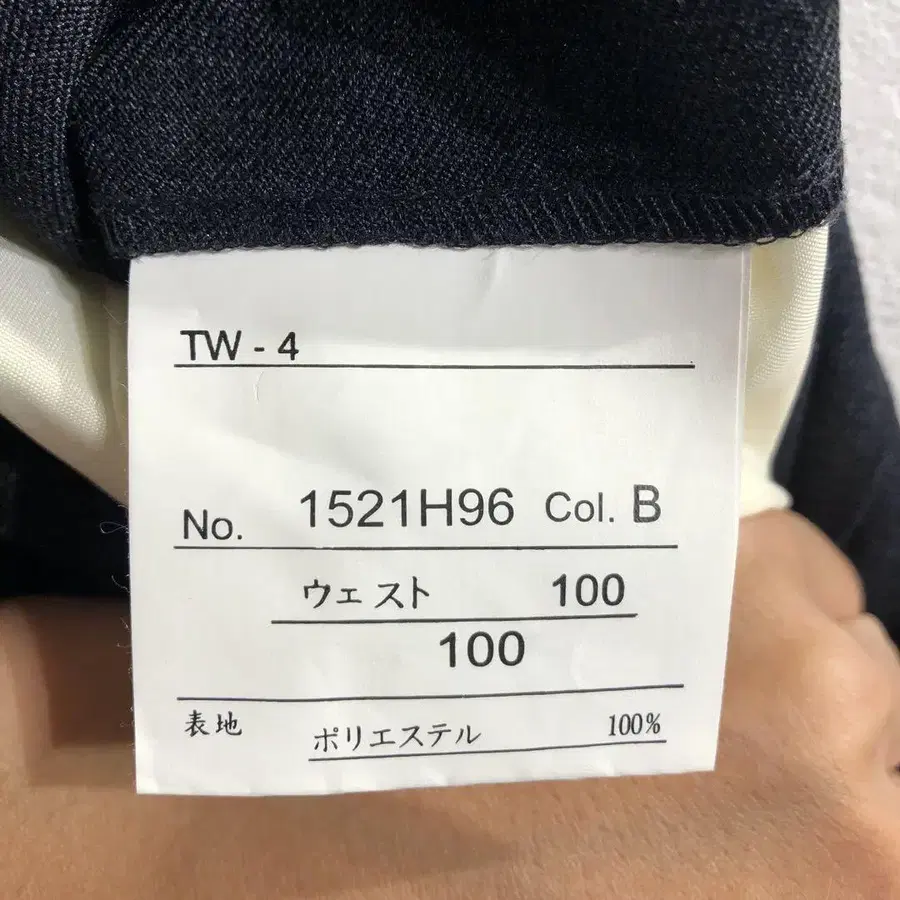 TW - 4
No. 1521H96 Col. B
ウェスト 100
100
表地 ポリエステル 100%